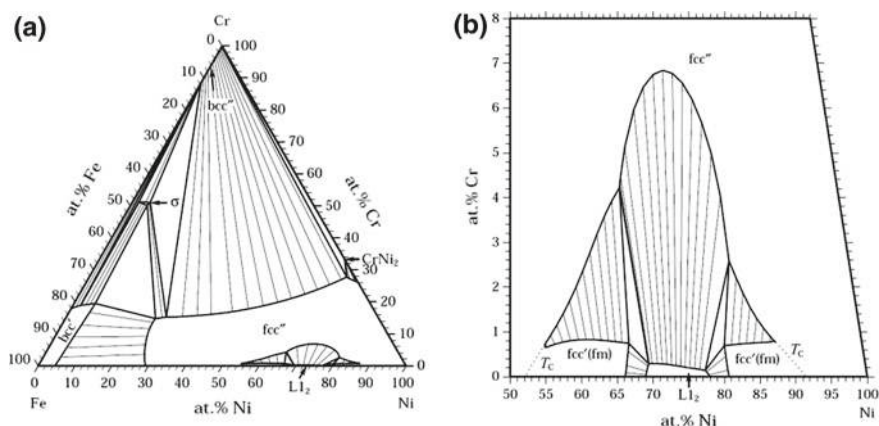 (a)
Cr
0
10
20
30
40
50
60
70
80
90
100
at.% Fe
100
90
80
70
60
50
40
30
20
10
0
at.% Cr
bcc″
σ
CrNi₂
bcc′
fcc″
L1₂
0 10 20 30 40 50 60 70 80 90 100
Fe
at.% Ni
Ni
(b)
8
7
6
5
4
3
2
1
0
at.% Cr
fcc″
T_c
fcc′(fm)
fcc′(fm)
T_c
50 55 60 65 70 75 80 85 90 95 100
L1₂
at.% Ni
Ni